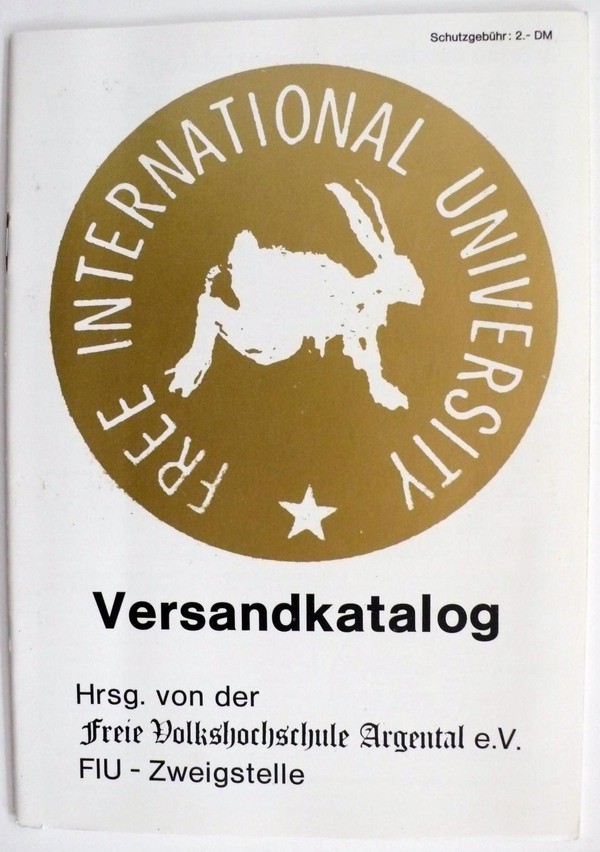 Schutzgebühr: 2.- DM
FREE INTERNATIONAL UNIVERSITY
Versandkatalog
Hrsg. von der
Freie Volkshochschule Argental e.V.
FIU - Zweigstelle